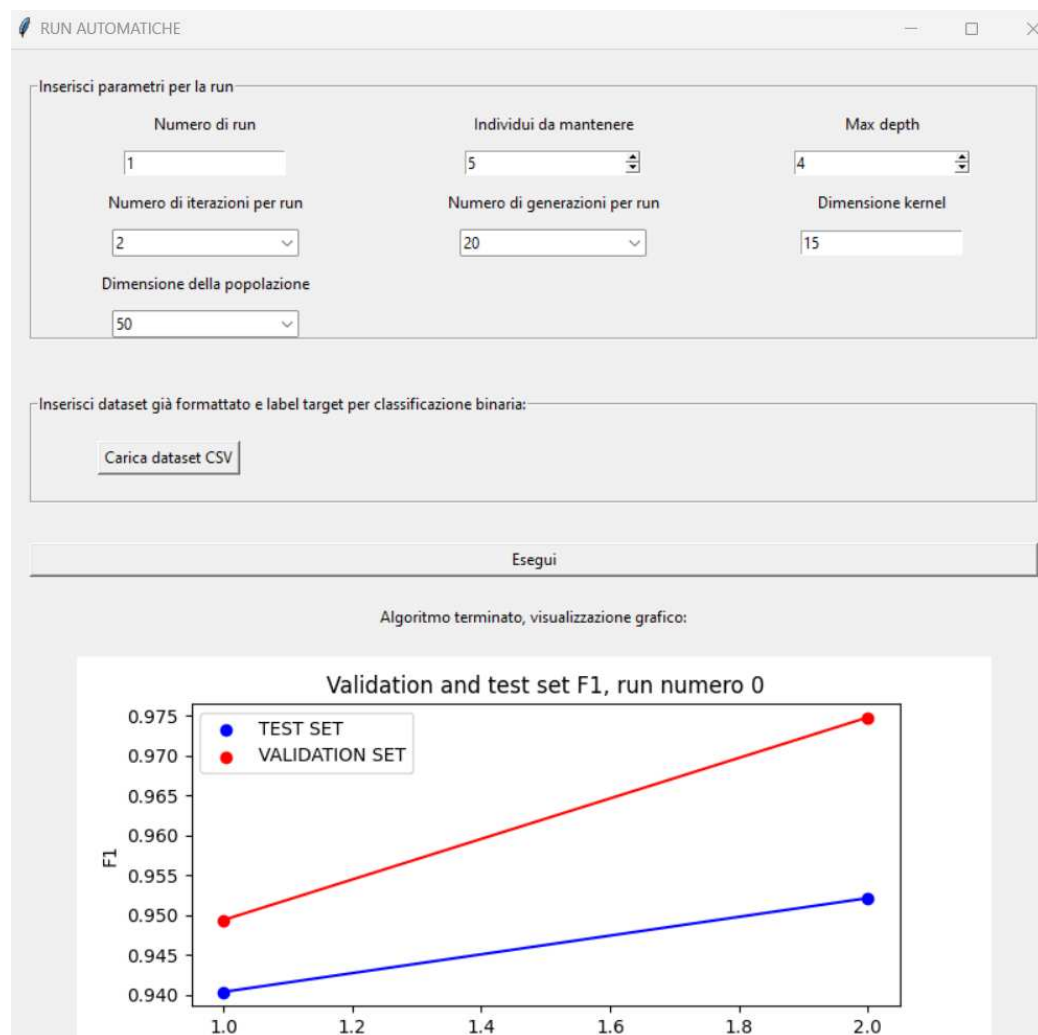 RUN AUTOMATICHE
Inserisci parametri per la run
Numero di run Individui da mantenere Max depth
1 5 4
Numero di iterazioni per run Numero di generazioni per run Dimensione kernel
2 20 15
Dimensione della popolazione
50
Inserisci dataset già formattato e label target per classificazione binaria:
Carica dataset CSV
Esegui
Algoritmo terminato, visualizzazione grafico:
Validation and test set F1, run numero 0
TEST SET
VALIDATION SET
0.975
0.970
0.965
0.960
0.955
0.950
0.945
0.940
F1
1.0 1.2 1.4 1.6 1.8 2.0